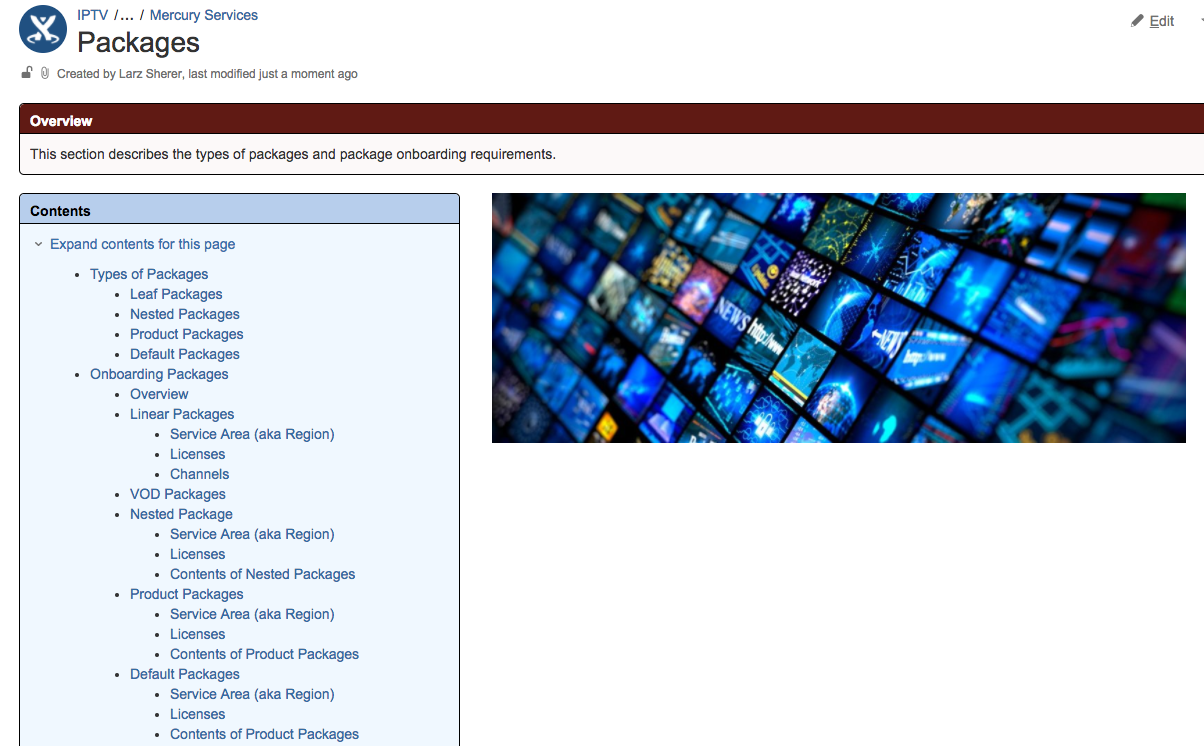 IPTV /... / Mercury Services
Packages
Edit
Created by Larz Sherer, last modified just a moment ago
Overview
This section describes the types of packages and package onboarding requirements.
Contents
Expand contents for this page
Types of Packages
Leaf Packages
Nested Packages
Product Packages
Default Packages
Onboarding Packages
Overview
Linear Packages
Service Area (aka Region)
Licenses
Channels
VOD Packages
Nested Package
Service Area (aka Region)
Licenses
Contents of Nested Packages
Product Packages
Service Area (aka Region)
Licenses
Contents of Product Packages
Default Packages
Service Area (aka Region)
Licenses
Contents of Product Packages
NEWS
http://www
NEWS
http://www